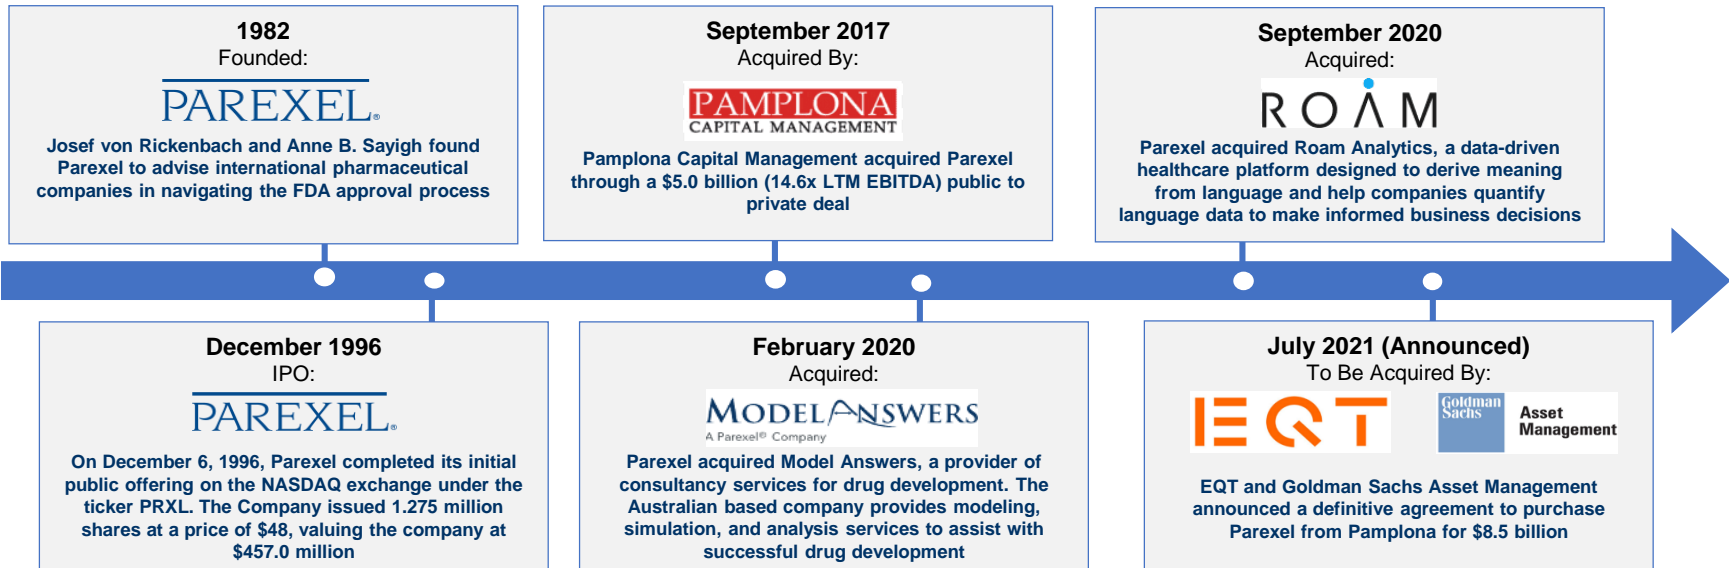 1982
Founded:
PAREXEL®
Josef von Rickenbach and Anne B. Sayigh found
Parexel to advise international pharmaceutical
companies in navigating the FDA approval process
September 2017
Acquired By:
PAMPLONA
CAPITAL MANAGEMENT
Pamplona Capital Management acquired Parexel
through a $5.0 billion (14.6x LTM EBITDA) public to
private deal
September 2020
Acquired:
ROAM
Parexel acquired Roam Analytics, a data-driven
healthcare platform designed to derive meaning
from language and help companies quantify
language data to make informed business decisions
December 1996
IPO:
PAREXEL®
On December 6, 1996, Parexel completed its initial
public offering on the NASDAQ exchange under the
ticker PRXL. The Company issued 1.275 million
shares at a price of $48, valuing the company at
$457.0 million
February 2020
Acquired:
MODELANSWERS
A Parexel® Company
Parexel acquired Model Answers, a provider of
consultancy services for drug development. The
Australian based company provides modeling,
simulation, and analysis services to assist with
successful drug development
July 2021 (Announced)
To Be Acquired By:
EQT
Goldman
Sachs
Asset
Management
EQT and Goldman Sachs Asset Management
announced a definitive agreement to purchase
Parexel from Pamplona for $8.5 billion